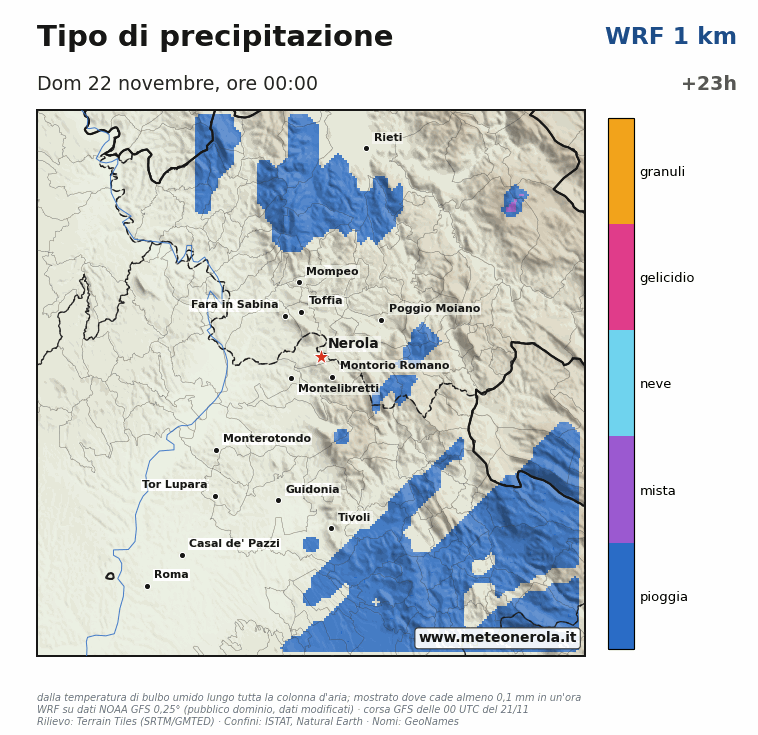 Tipo di precipitazione
WRF 1 km
Dom 22 novembre, ore 00:00
+23h
Rieti
granuli
gelicidio
Mompeo
Toffia
Fara in Sabina
Poggio Moiano
neve
Nerola
Montorio Romano
Montelibretti
Monterotondo
mista
Tor Lupara
Guidonia
Tivoli
Casal de' Pazzi
Roma
pioggia
www.meteonerola.it
dalla temperatura di bulbo umido lungo tutta la colonna d'aria; mostrato dove cade almeno 0,1 mm in un'ora
WRF su dati NOAA GFS 0,25° (pubblico dominio, dati modificati) · corsa GFS delle 00 UTC del 21/11
Rilievo: Terrain Tiles (SRTM/GMTED) · Confini: ISTAT, Natural Earth · Nomi: GeoNames